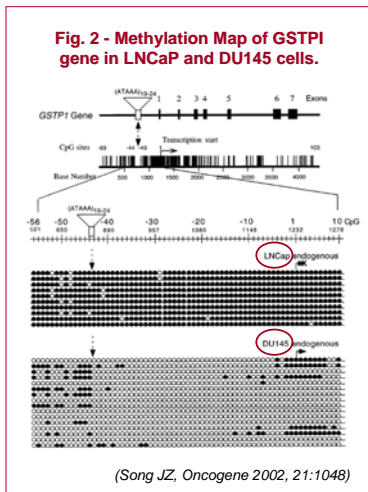 Fig. 2 - Methylation Map of GSTPI
gene in LNCaP and DU145 cells.
(ATAAA)19-24
1 2 3 4 5 6 7 Exons
GSTP1 Gene
Transcription start
CpG sites -69 -44 -43 1 103
Base Number 500 1000 1500 2000 2500 3000 3500 4000
(ATAAA)19-24
-56 -50 -40 -30 -20 -10 1 10 CpG
521 650 890 957 1080 1148 1232 1278
LNCap endogenous
DU145 endogenous
(Song JZ, Oncogene 2002, 21:1048)